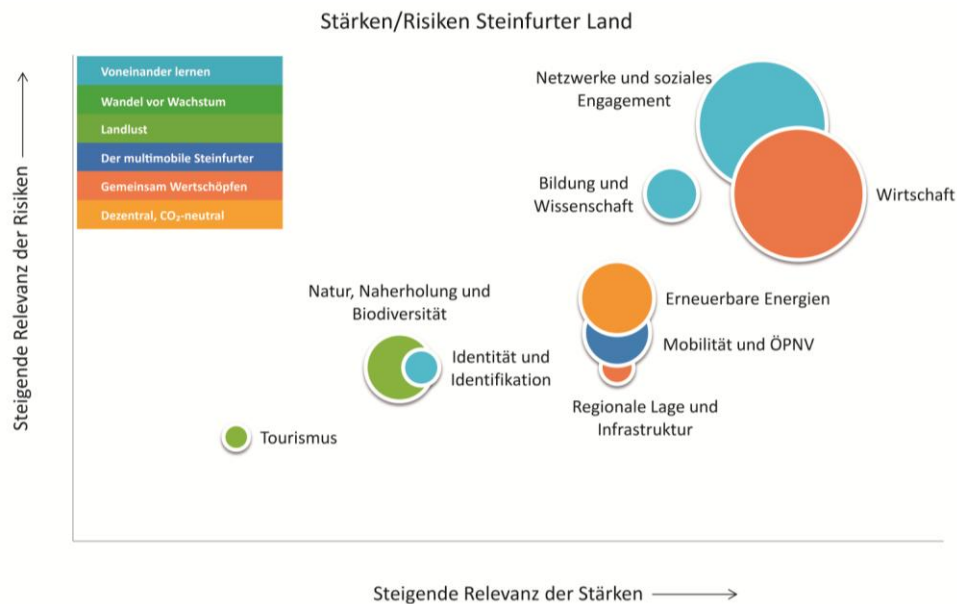 Stärken/Risiken Steinfurter Land
Steigende Relevanz der Risiken
Voneinander lernen
Wandel vor Wachstum
Landlust
Der multimobile Steinfurter
Gemeinsam Wertschöpfen
Dezentral, CO₂-neutral
Netzwerke und soziales
Engagement
Bildung und
Wissenschaft
Wirtschaft
Natur, Naherholung und
Biodiversität
Erneuerbare Energien
Mobilität und ÖPNV
Identität und
Identifikation
Regionale Lage und
Infrastruktur
Tourismus
Steigende Relevanz der Stärken